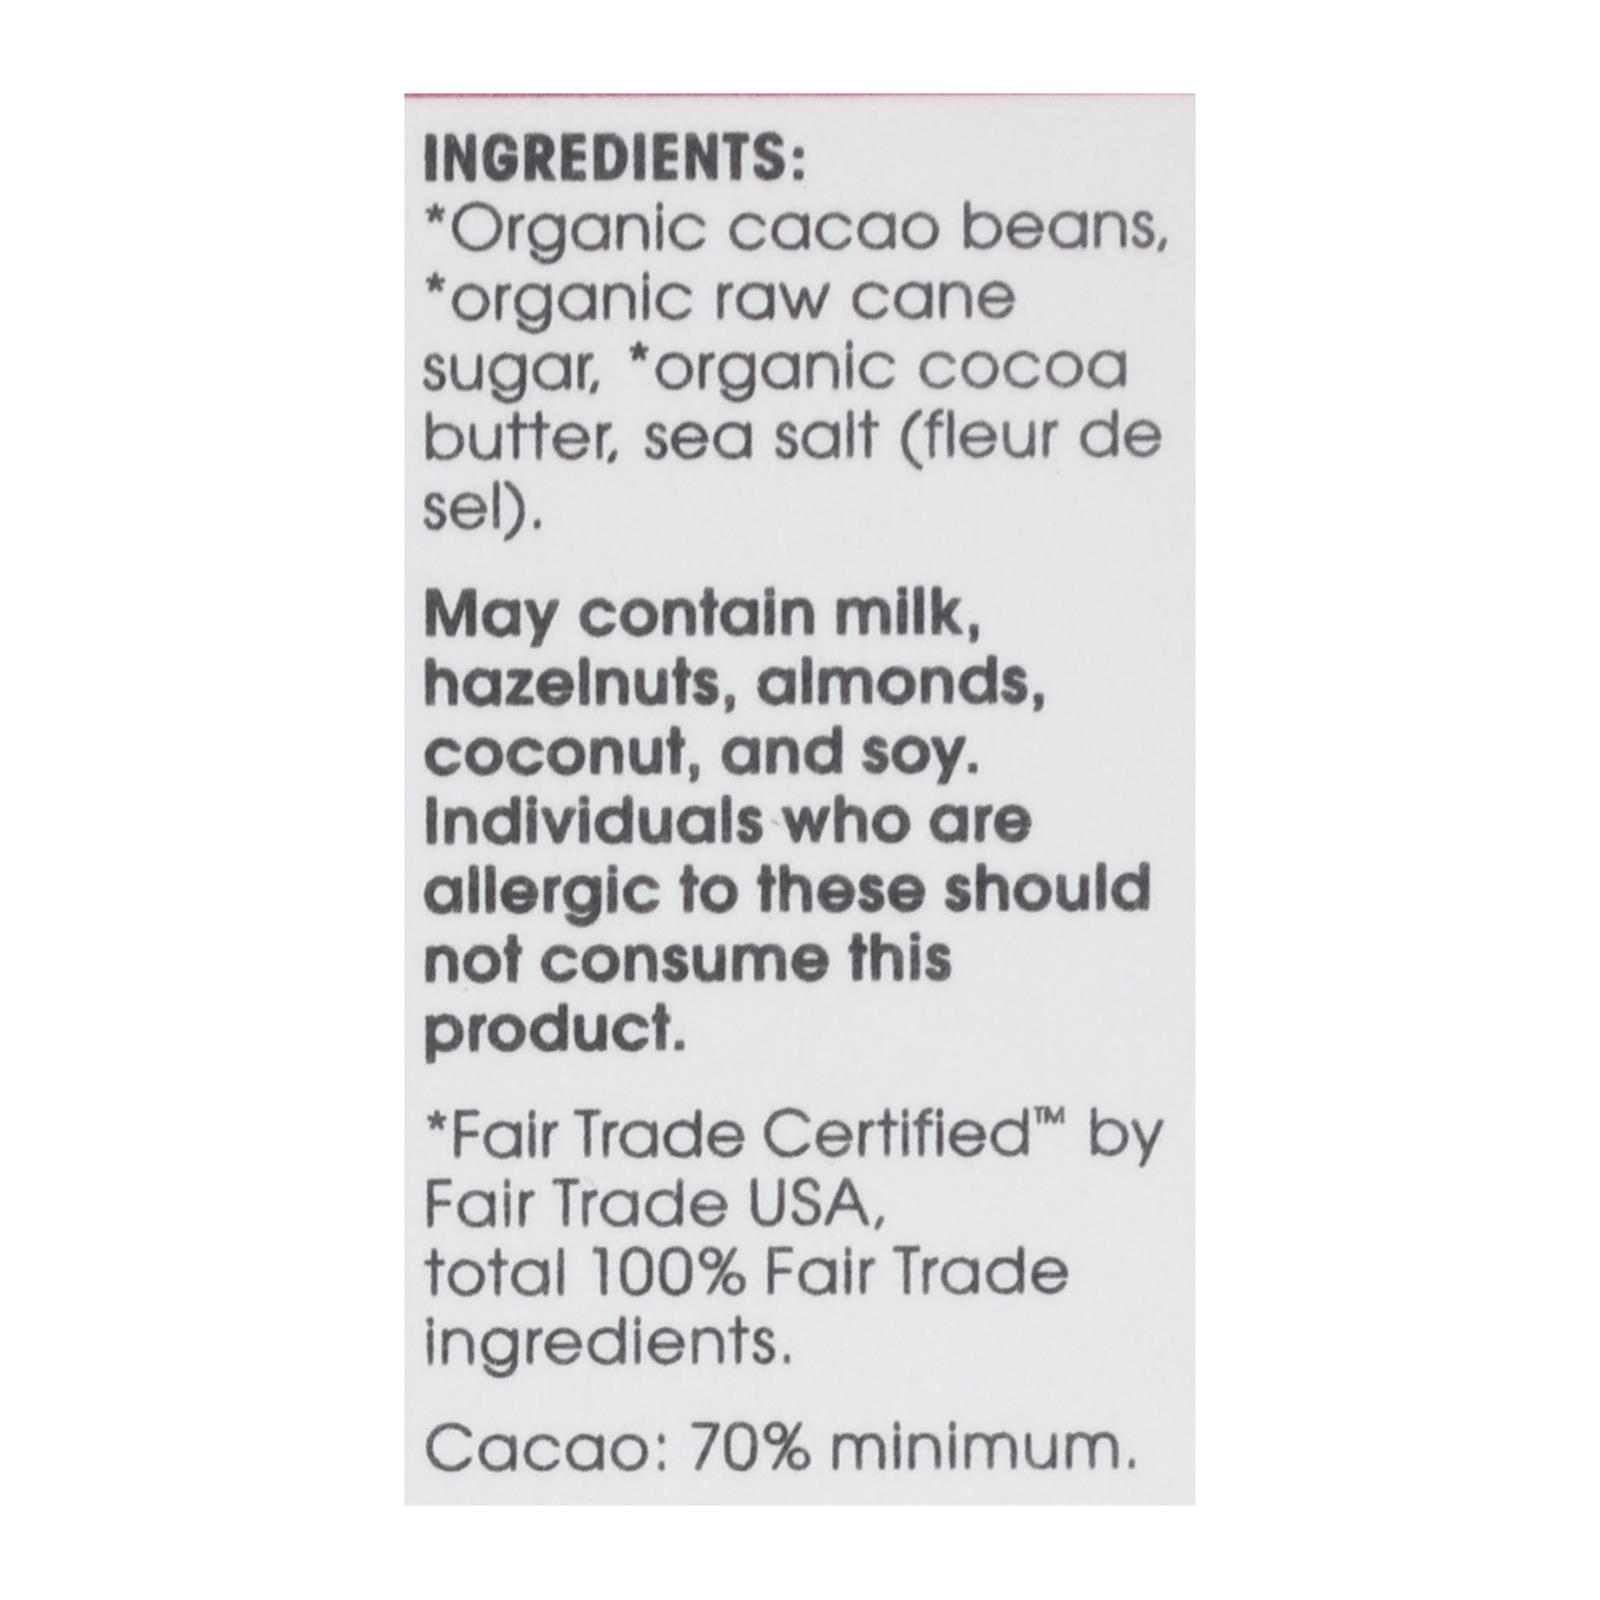 INGREDIENTS:
*Organic cacao beans,
*organic raw cane
sugar, *organic cocoa
butter, sea salt (fleur de
sel).
May contain milk,
hazelnuts, almonds,
coconut, and soy.
Individuals who are
allergic to these should
not consume this
product.
*Fair Trade Certified™ by
Fair Trade USA,
total 100% Fair Trade
ingredients.
Cacao: 70% minimum.